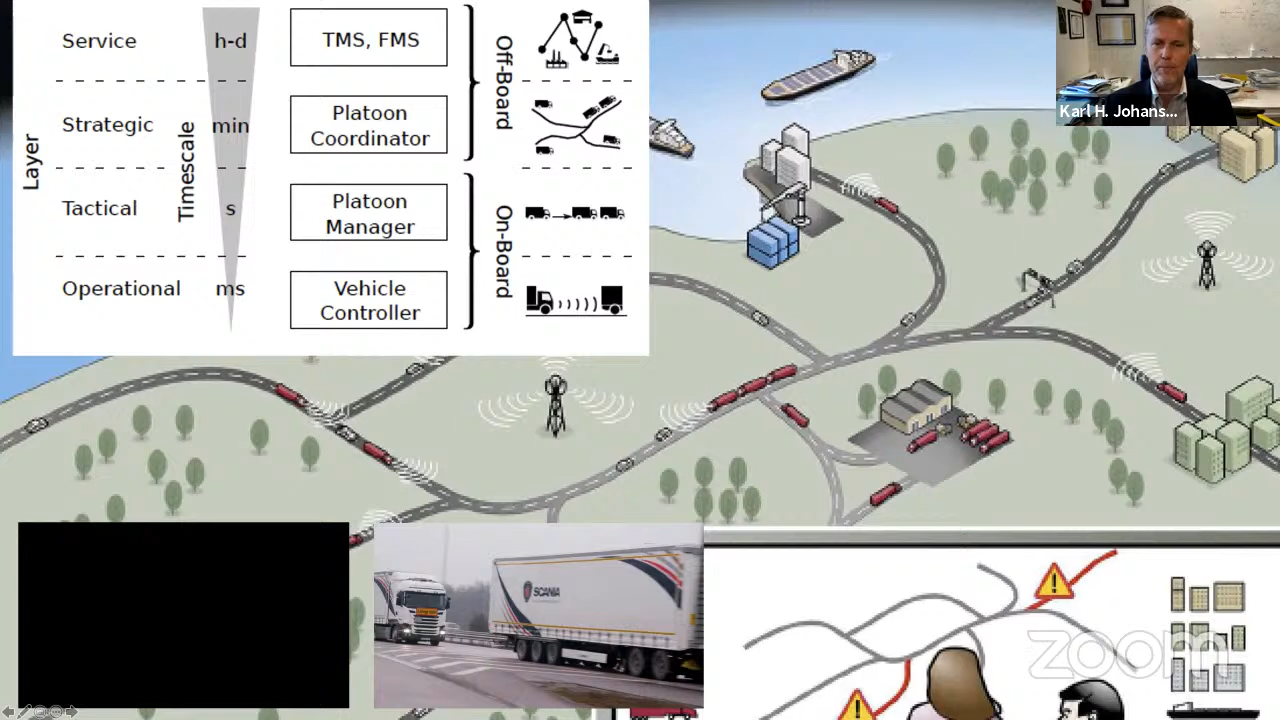 Layer
Timescale
Service
h-d
TMS, FMS
Strategic
min
Platoon
Coordinator
Off-Board
Tactical
s
Platoon
Manager
Operational
ms
Vehicle
Controller
On-Board
Karl H. Johans...
SCANIA
zoom